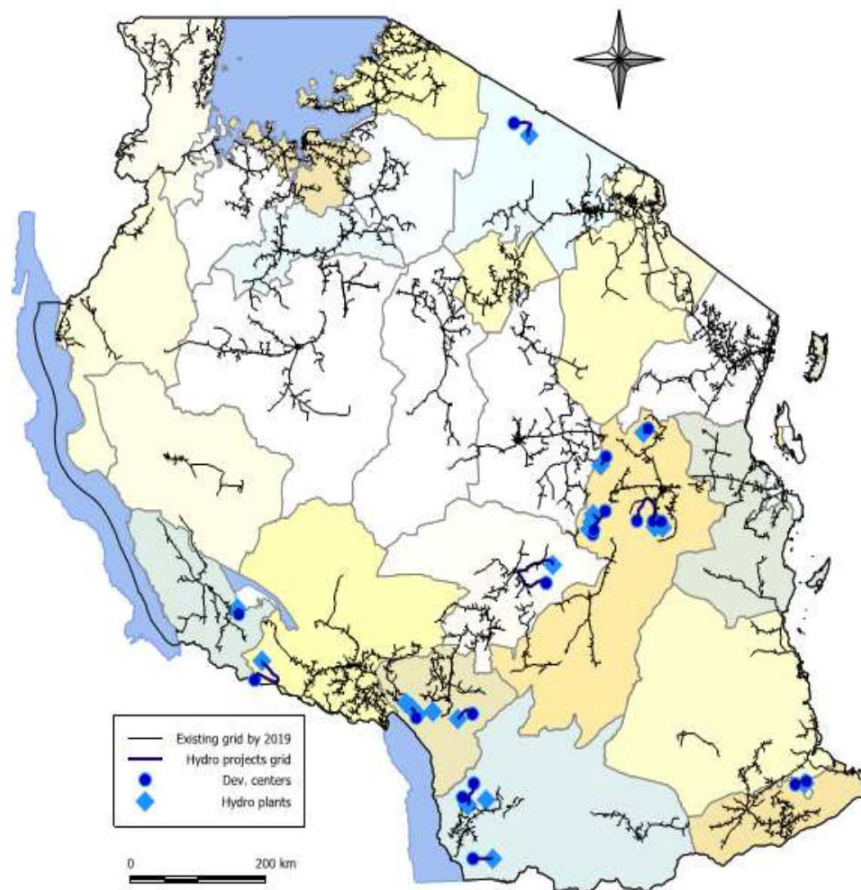 Existing grid by 2019
Hydro projects grid
Dev. centers
Hydro plants
0 200 km